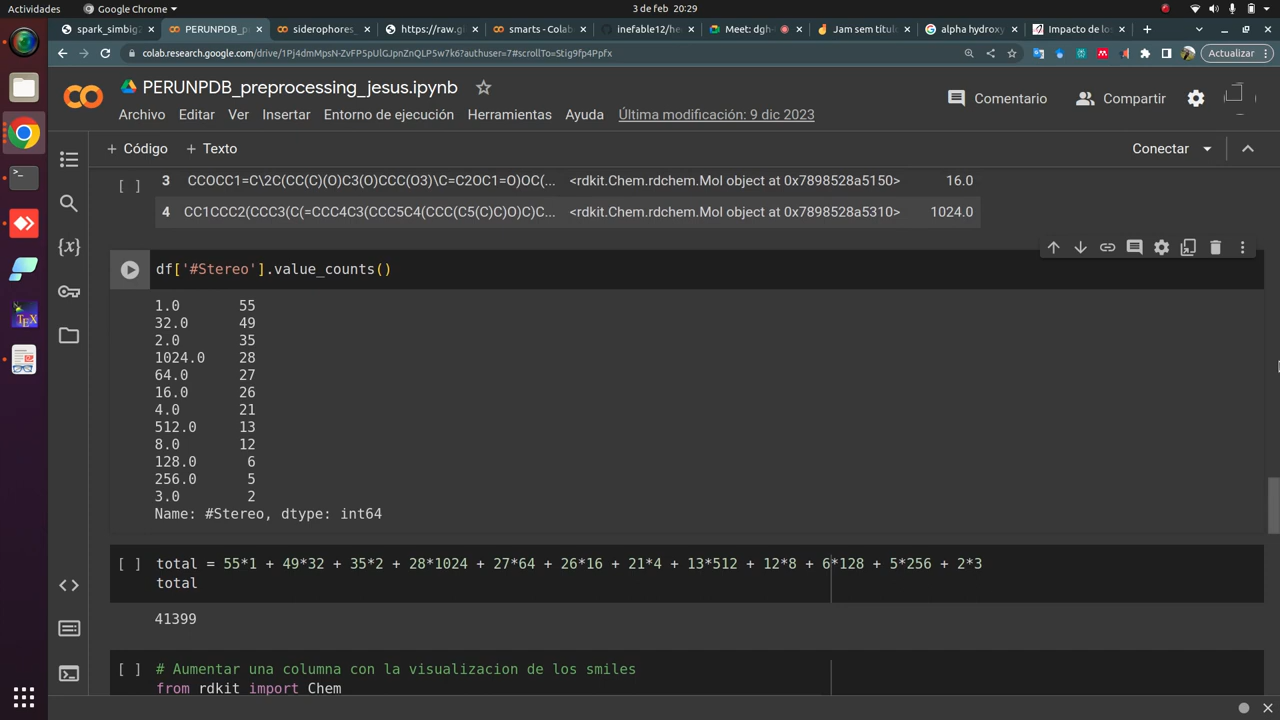 Actividades
Google Chrome
3 de feb 20:29
spark_simbig
PERUNPDB_p
siderophores_
https://raw.g
smarts - Colab
inefable12/he
Meet: dgh-
Jam sem títul
alpha hydroxy
Impacto de lo
colab.research.google.com/drive/1Pj4dmMpsN-ZvFP5pUlGJpnZnQLP5w7k6?authuser=7#scrollTo=Stig9fp4Ppfx
Actualizar
PERUNPDB_preprocessing_jesus.ipynb
Comentario
Compartir
Archivo Editar Ver Insertar Entorno de ejecución Herramientas Ayuda Última modificación: 9 dic 2023
+ Código + Texto
Conectar
[ ] 3 CCOCC1=C\2C(CC(C)(O)C3(O)CCC(O3)\C=C2OC1=O)OC(... <rdkit.Chem.rdchem.Mol object at 0x7898528a5150> 16.0
4 CC1CCC2(CCC3(C(=CCC4C3(CCC5C4(CCC(C5(C)C)O)C)C... <rdkit.Chem.rdchem.Mol object at 0x7898528a5310> 1024.0
df['#Stereo'].value_counts()
1.0 55
32.0 49
2.0 35
1024.0 28
64.0 27
16.0 26
4.0 21
512.0 13
8.0 12
128.0 6
256.0 5
3.0 2
Name: #Stereo, dtype: int64
[ ] total = 55*1 + 49*32 + 35*2 + 28*1024 + 27*64 + 26*16 + 21*4 + 13*512 + 12*8 + 6*128 + 5*256 + 2*3
total
41399
[ ] # Aumentar una columna con la visualizacion de los smiles
from rdkit import Chem